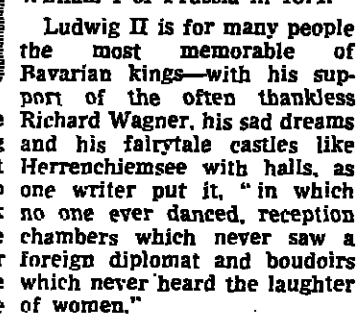 Ludwig II is for many people
the most memorable of
Bavarian kings—with his sup-
port of the often thankless
Richard Wagner, his sad dreams
and his fairytale castles like
Herrenchiemsee with halls, as
one writer put it, "in which
no one ever danced, reception
chambers which never saw a
foreign diplomat and boudoirs
which never heard the laughter
of women."